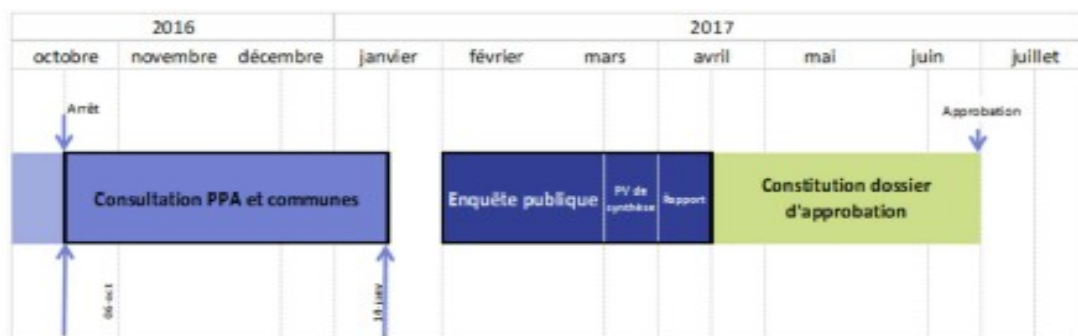 2016 2017
octobre novembre décembre janvier février mars avril mai juin juillet
Arrêt
Approbation
Consultation PPA et communes
Enquête publique
PV de
synthèse
Rapport
Constitution dossier
d'approbation
06-oct
14-janv